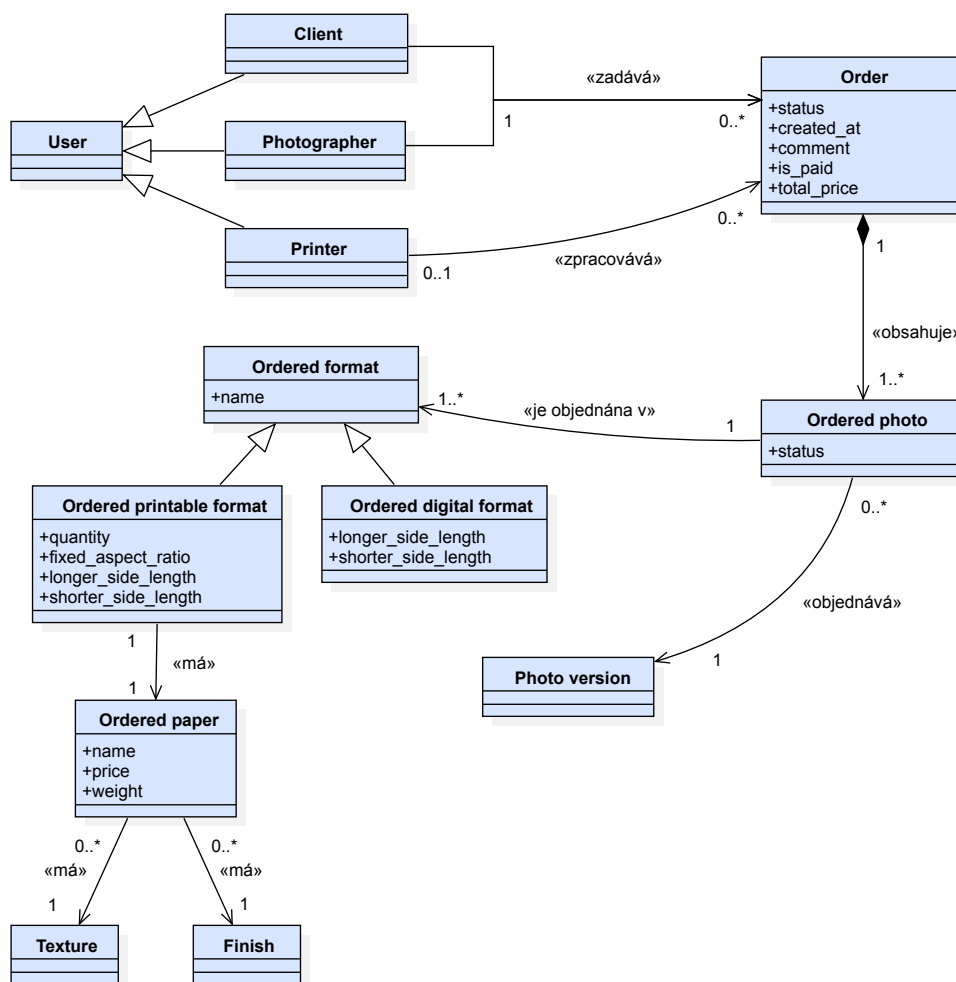 Client
«zadává»
1
0..*
Order
+status
+created_at
+comment
+is_paid
+total_price
User
Photographer
Printer
0..1
«zpracovává»
0..*
1
«obsahuje»
1..*
Ordered format
+name
1..*
«je objednána v»
1
Ordered photo
+status
0..*
Ordered printable format
+quantity
+fixed_aspect_ratio
+longer_side_length
+shorter_side_length
Ordered digital format
+longer_side_length
+shorter_side_length
«objednává»
1
Photo version
1
«má»
1
Ordered paper
+name
+price
+weight
0..*
«má»
1
0..*
«má»
1
Texture
Finish